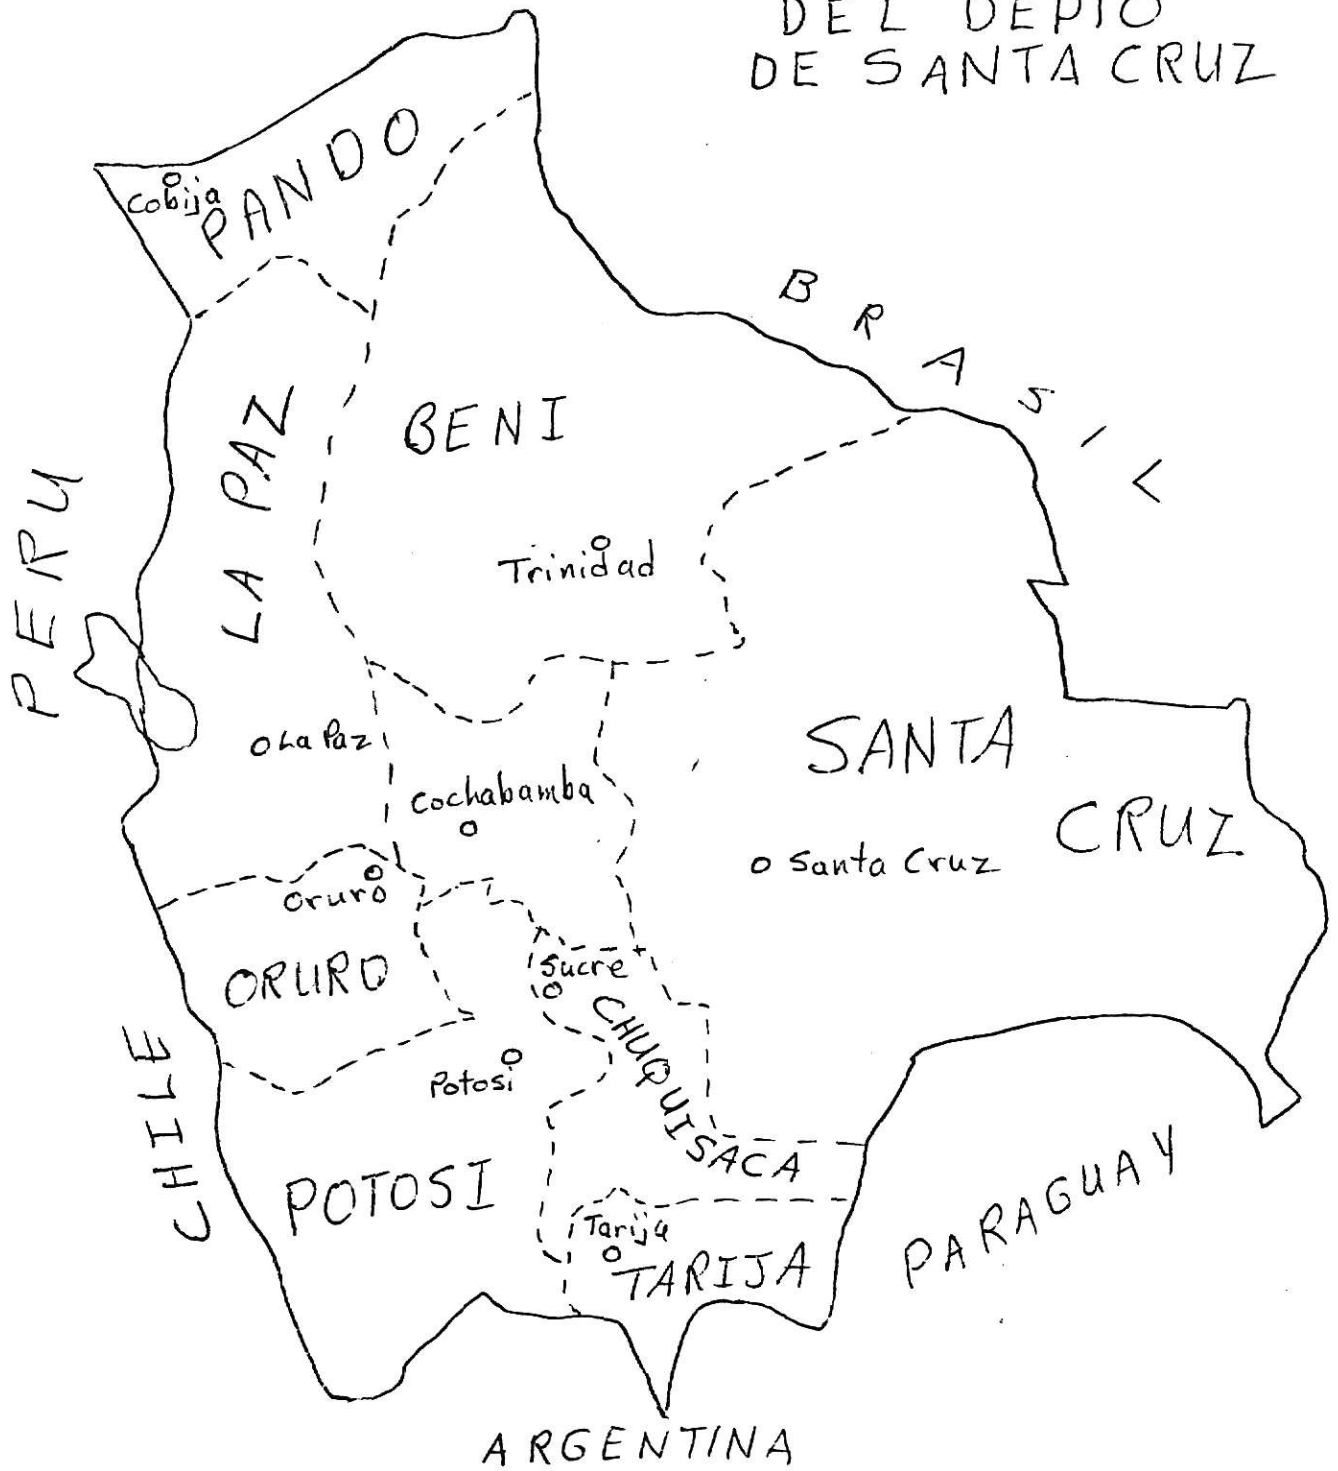 DEL DEPTO
DE SANTA CRUZ
PANDO
Cobija
BRASIL
BENI
LA PAZ
PERU
Trinidad
SANTA
CRUZ
La Paz
Cochabamba
Santa Cruz
Oruro
ORURO
Sucre
CHUQUISACA
CHILE
Potosi
POTOSI
Tarija
TARIJA
PARAGUAY
ARGENTINA